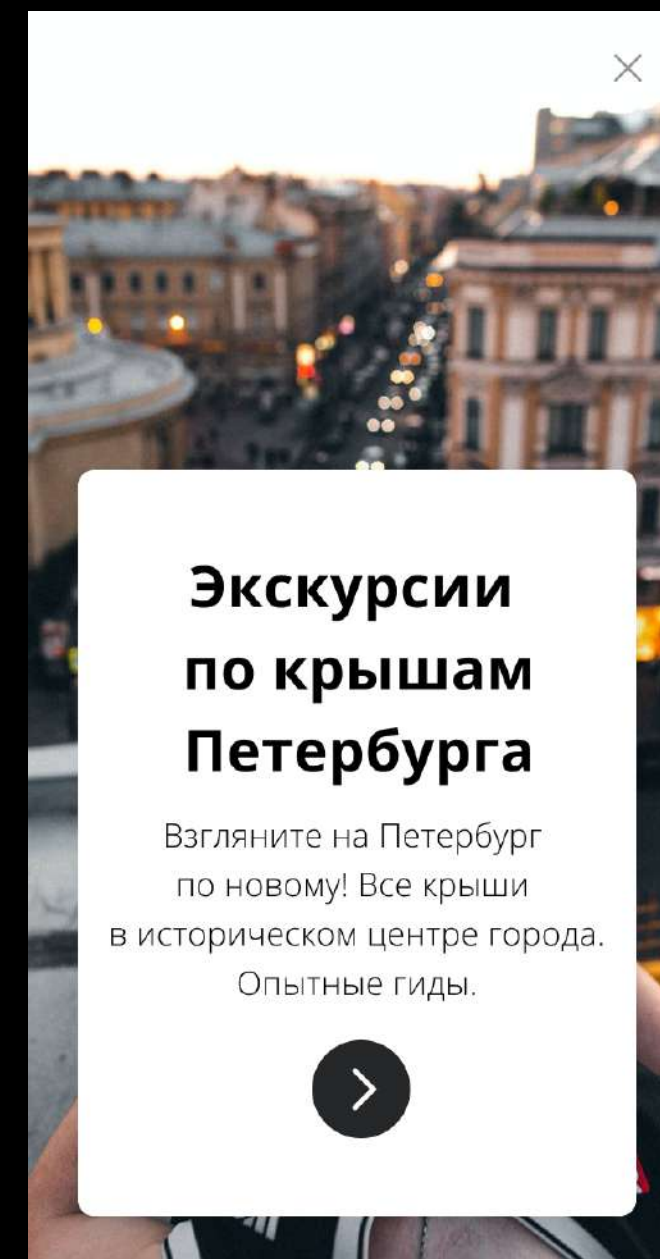 Экскурсии
по крышам
Петербурга
Взгляните на Петербург
по новому! Все крыши
в историческом центре города.
Опытные гиды.